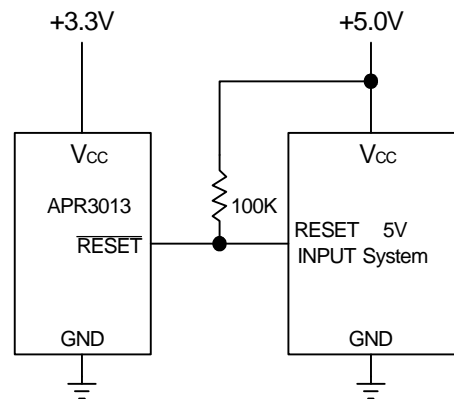 +3.3V
+5.0V
VCC
VCC
APR3013
100K
RESET
RESET 5V
INPUT System
GND
GND